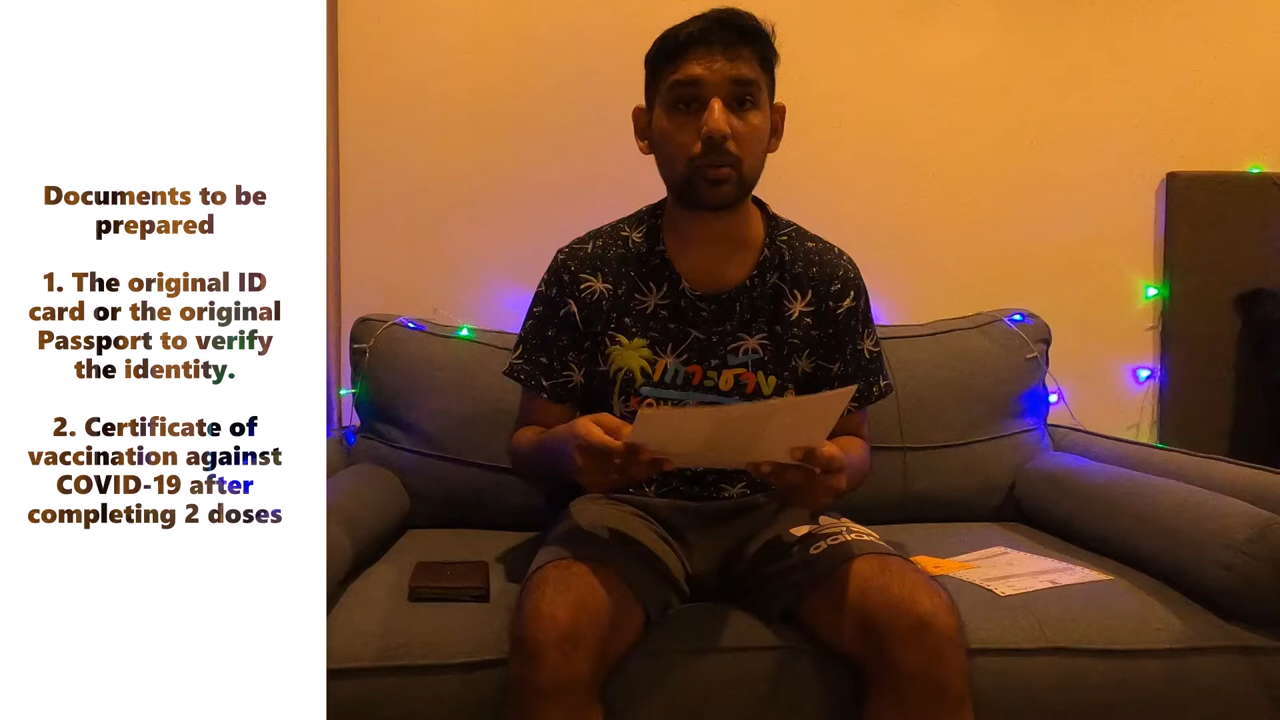 Documents to be
prepared
1. The original ID
card or the original
Passport to verify
the identity.
2. Certificate of
vaccination against
COVID-19 after
completing 2 doses
adidas